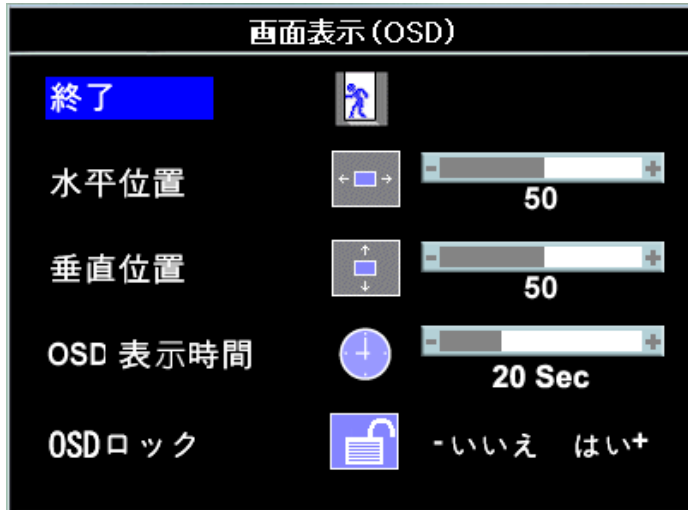 画面表示(OSD)
終了
水平位置
- +
50
垂直位置
- +
50
OSD 表示時間
- +
20 Sec
OSDロック
-いいえ はい+